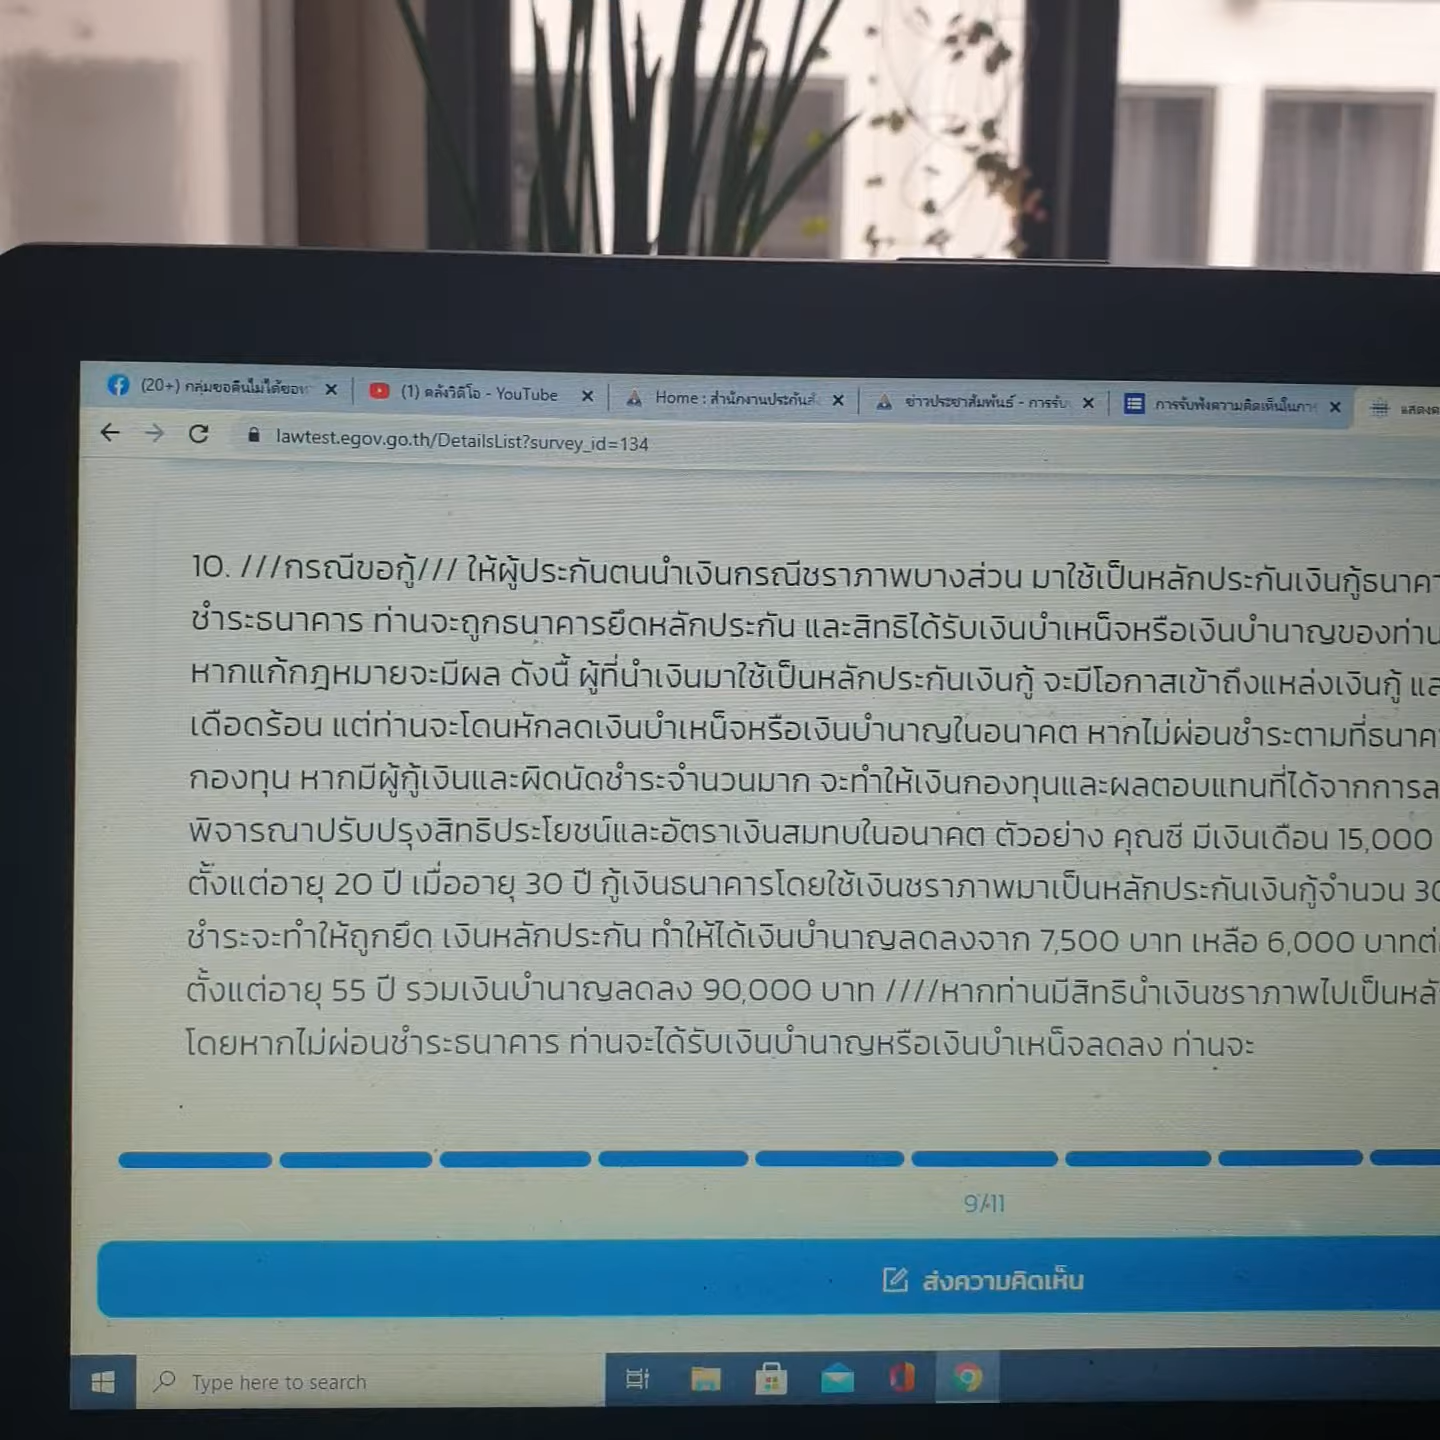 (20+) กลุ่มขอคืนไม่ได้ขอท
(1) คลังวิดีโอ - YouTube
Home : สำนักงานประกันสั
ข่าวประชาสัมพันธ์ - การรับ
การรับฟังความคิดเห็นในกา
แสดงค
lawtest.egov.go.th/DetailsList?survey_id=134
10. ///กรณีขอกู้/// ให้ผู้ประกันตนนำเงินกรณีชราภาพบางส่วน มาใช้เป็นหลักประกันเงินกู้ธนาคา
ชำระธนาคาร ท่านจะถูกธนาคารยึดหลักประกัน และสิทธิได้รับเงินบำเหน็จหรือเงินบำนาญของท่าน
หากแก้กฎหมายจะมีผล ดังนี้ ผู้ที่นำเงินมาใช้เป็นหลักประกันเงินกู้ จะมีโอกาสเข้าถึงแหล่งเงินกู้ และ
เดือดร้อน แต่ท่านจะโดนหักลดเงินบำเหน็จหรือเงินบำนาญในอนาคต หากไม่ผ่อนชำระตามที่ธนาค
กองทุน หากมีผู้กู้เงินและผิดนัดชำระจำนวนมาก จะทำให้เงินกองทุนและผลตอบแทนที่ได้จากการล
พิจารณาปรับปรุงสิทธิประโยชน์และอัตราเงินสมทบในอนาคต ตัวอย่าง คุณซี มีเงินเดือน 15,000
ตั้งแต่อายุ 20 ปี เมื่ออายุ 30 ปี กู้เงินธนาคารโดยใช้เงินชราภาพมาเป็นหลักประกันเงินกู้จำนวน 30
ชำระจะทำให้ถูกยึด เงินหลักประกัน ทำให้ได้เงินบำนาญลดลงจาก 7,500 บาท เหลือ 6,000 บาทต่
ตั้งแต่อายุ 55 ปี รวมเงินบำนาญลดลง 90,000 บาท ////หากท่านมีสิทธินำเงินชราภาพไปเป็นหลั
โดยหากไม่ผ่อนชำระธนาคาร ท่านจะได้รับเงินบำนาญหรือเงินบำเหน็จลดลง ท่านจะ
9/11
ส่งความคิดเห็น
Type here to search